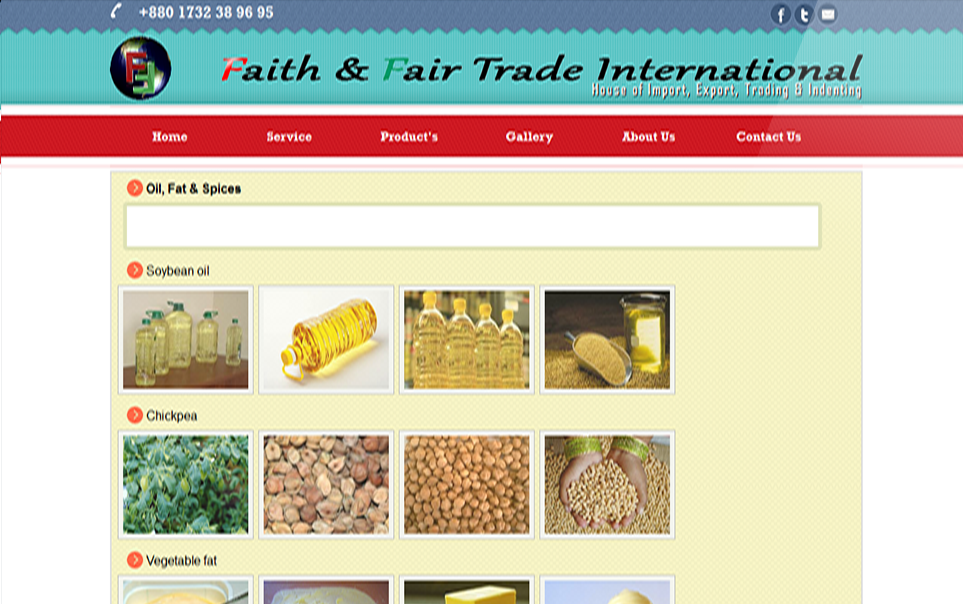 +880 1732 38 96 95
Faith & Fair Trade International
House of Import, Export, Trading & Indenting
Home Service Product's Gallery About Us Contact Us
Oil, Fat & Spices
Soybean oil
Chickpea
Vegetable fat